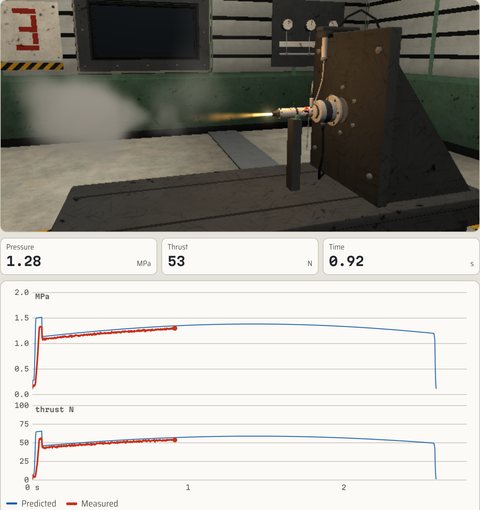 Pressure
1.28 MPa
Thrust
53 N
Time
0.92 s
2.0
MPa
1.5
1.0
0.5
0.0
100
thrust N
75
50
25
0
0 s 1 2
Predicted Measured